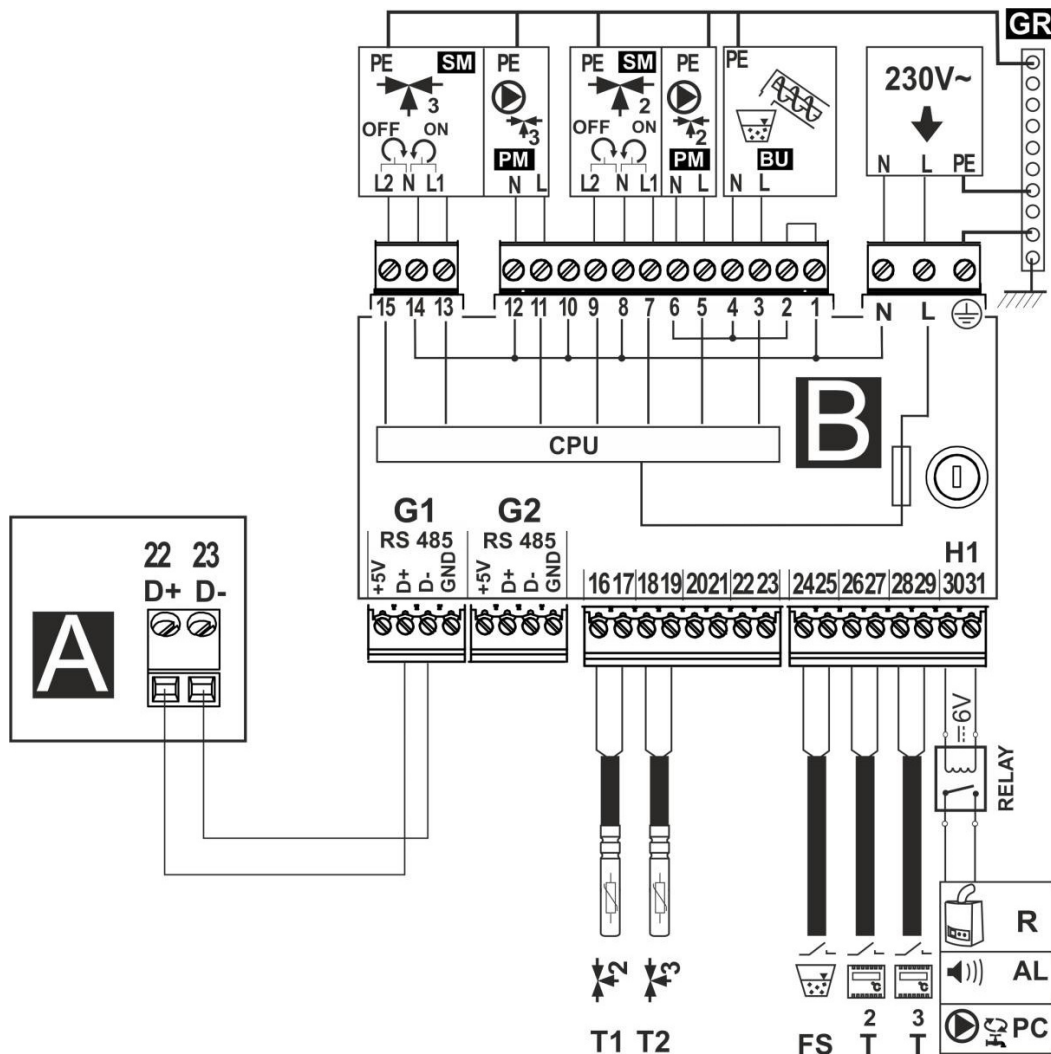 GR
PE SM PE PE SM PE PE
230V~
3 3 2 2
OFF ON OFF ON
PM PM BU
L2 N L1 N L L2 N L1 N L N L N L PE
15 14 13 12 11 10 9 8 7 6 5 4 3 2 1 N L
B
CPU
G1 G2
RS 485 RS 485
H1
+5V D+ D- GND +5V D+ D- GND
16 17 18 19 20 21 22 23 24 25 26 27 28 29 30 31
22 23
D+ D-
A
6V
RELAY
R
2 3
°C °C
AL
T1 T2
FS
2
T
3
T
PC